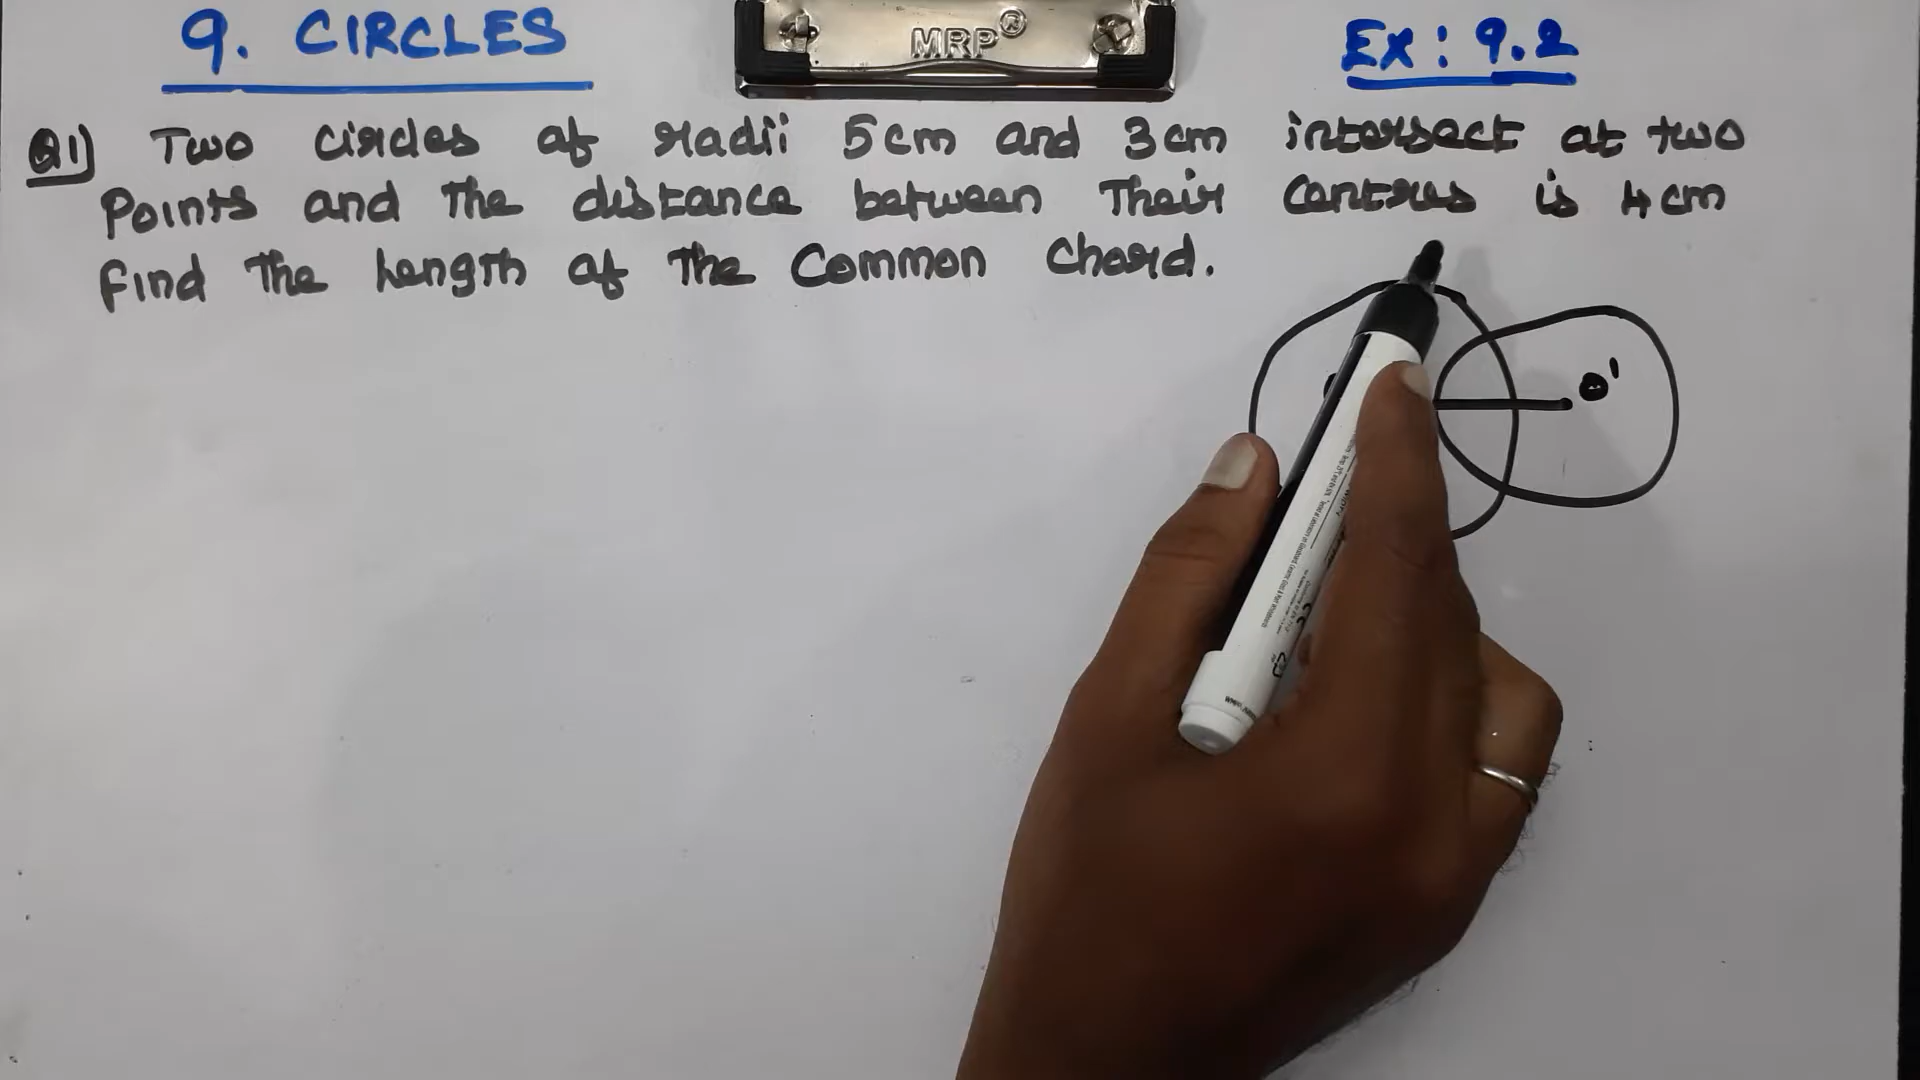 9. CIRCLES
MRP®
Ex: 9.2
Q1) Two circles of radii 5cm and 3cm intersect at two
Points and the distance between Their Centres is 4cm
Find the Length of The Common Chord.
O'